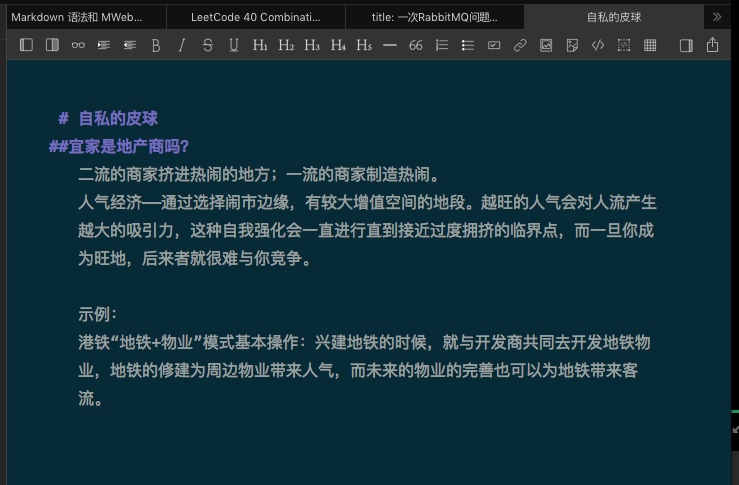 Markdown 语法和 MWeb...
LeetCode 40 Combinati...
title: 一次RabbitMQ问题...
自私的皮球
B I S U H1 H2 H3 H4 H5 — 66
# 自私的皮球
##宜家是地产商吗？
二流的商家挤进热闹的地方；一流的商家制造热闹。
人气经济——通过选择闹市边缘，有较大增值空间的地段。越旺的人气会对人流产生
越大的吸引力，这种自我强化会一直进行直到接近过度拥挤的临界点，而一旦你成
为旺地，后来者就很难与你竞争。
示例：
港铁“地铁+物业”模式基本操作：兴建地铁的时候，就与开发商共同去开发地铁物
业，地铁的修建为周边物业带来人气，而未来的物业的完善也可以为地铁带来客
流。